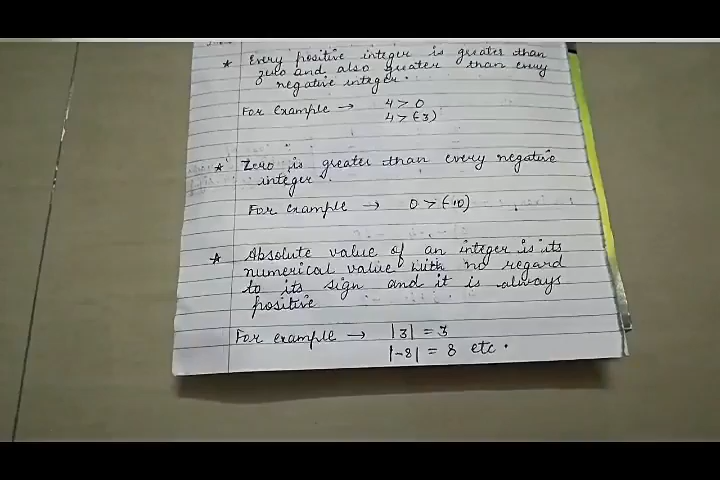 * Every positive integer is greater than
zero and also greater than every
negative integer.
For example → 4 > 0
4 > (-3)
* Zero is greater than every negative
integer.
For example → 0 > (-10)
* Absolute value of an integer is its
numerical value with no regard
to its sign and it is always
positive
For example → |3| = 3
|-8| = 8 etc.